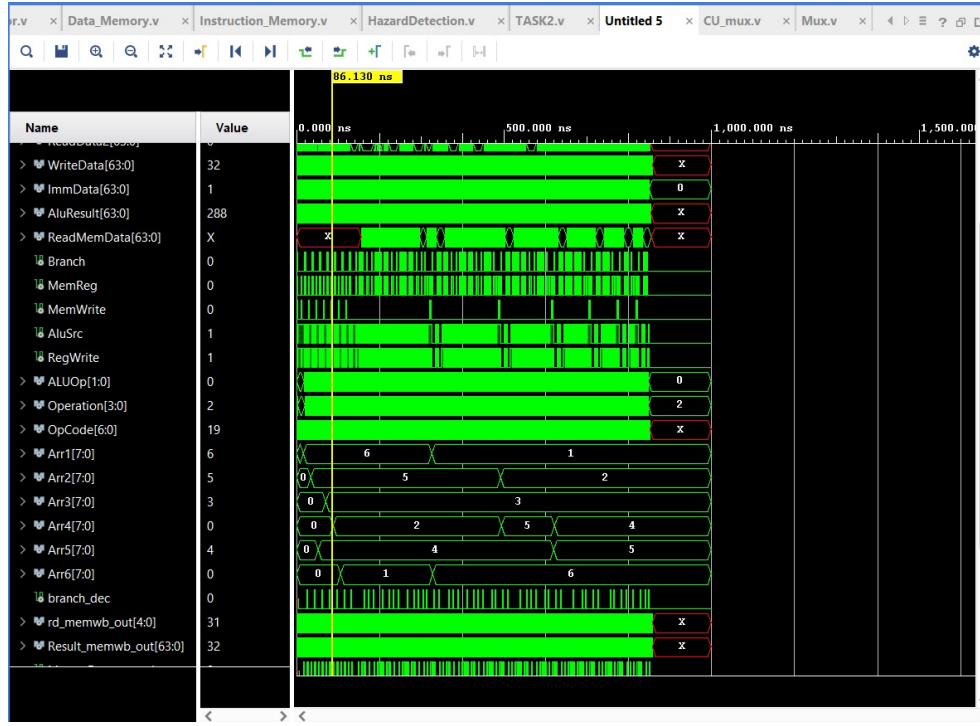 or.v Data_Memory.v Instruction_Memory.v HazardDetection.v TASK2.v Untitled 5 CU_mux.v Mux.v
86.130 ns
Name Value 0.000 ns 500.000 ns 1,000.000 ns 1,500.00
WriteData[63:0] 32 X
ImmData[63:0] 1 0
AluResult[63:0] 288 X
ReadMemData[63:0] X X X
Branch 0
MemReg 0
MemWrite 0
AluSrc 1
RegWrite 1
ALUOp[1:0] 0 0
Operation[3:0] 2 2
OpCode[6:0] 19 X
Arr1[7:0] 6 6 1
Arr2[7:0] 5 0 5 2
Arr3[7:0] 3 0 3
Arr4[7:0] 0 0 2 5 4
Arr5[7:0] 4 0 4 5
Arr6[7:0] 0 0 1 6
branch_dec 0
rd_memwb_out[4:0] 31 X
Result_memwb_out[63:0] 32 X